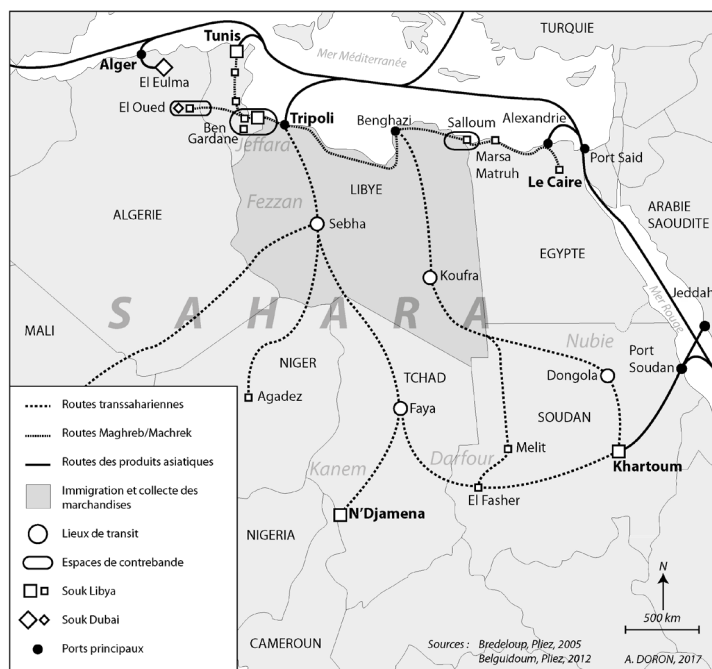 TURQUIE
Tunis
Mer Méditerranée
Alger
El Eulma
El Oued
Ben
Gardane
Tripoli
Benghazi
Salloum
Alexandrie
Jeffara
Marsa
Matruh
Port Said
Le Caire
LIBYE
Fezzan
ALGERIE
Sebha
ARABIE
SAOUDITE
EGYPTE
Koufra
Mer Rouge
Jeddah
SAHARA
MALI
Nubie
Port
Soudan
NIGER
TCHAD
Dongola
Agadez
Faya
SOUDAN
Melit
Kanem
Darfour
Khartoum
El Fasher
N'Djamena
NIGERIA
CAMEROUN
Routes transsahariennes
Routes Maghreb/Machrek
Routes des produits asiatiques
Immigration et collecte des
marchandises
Lieux de transit
Espaces de contrebande
Souk Libya
Souk Dubai
Ports principaux
N
500 km
Sources : Bredeloup, Pliez, 2005
Belguidoum, Pliez, 2012
A. DORON, 2017